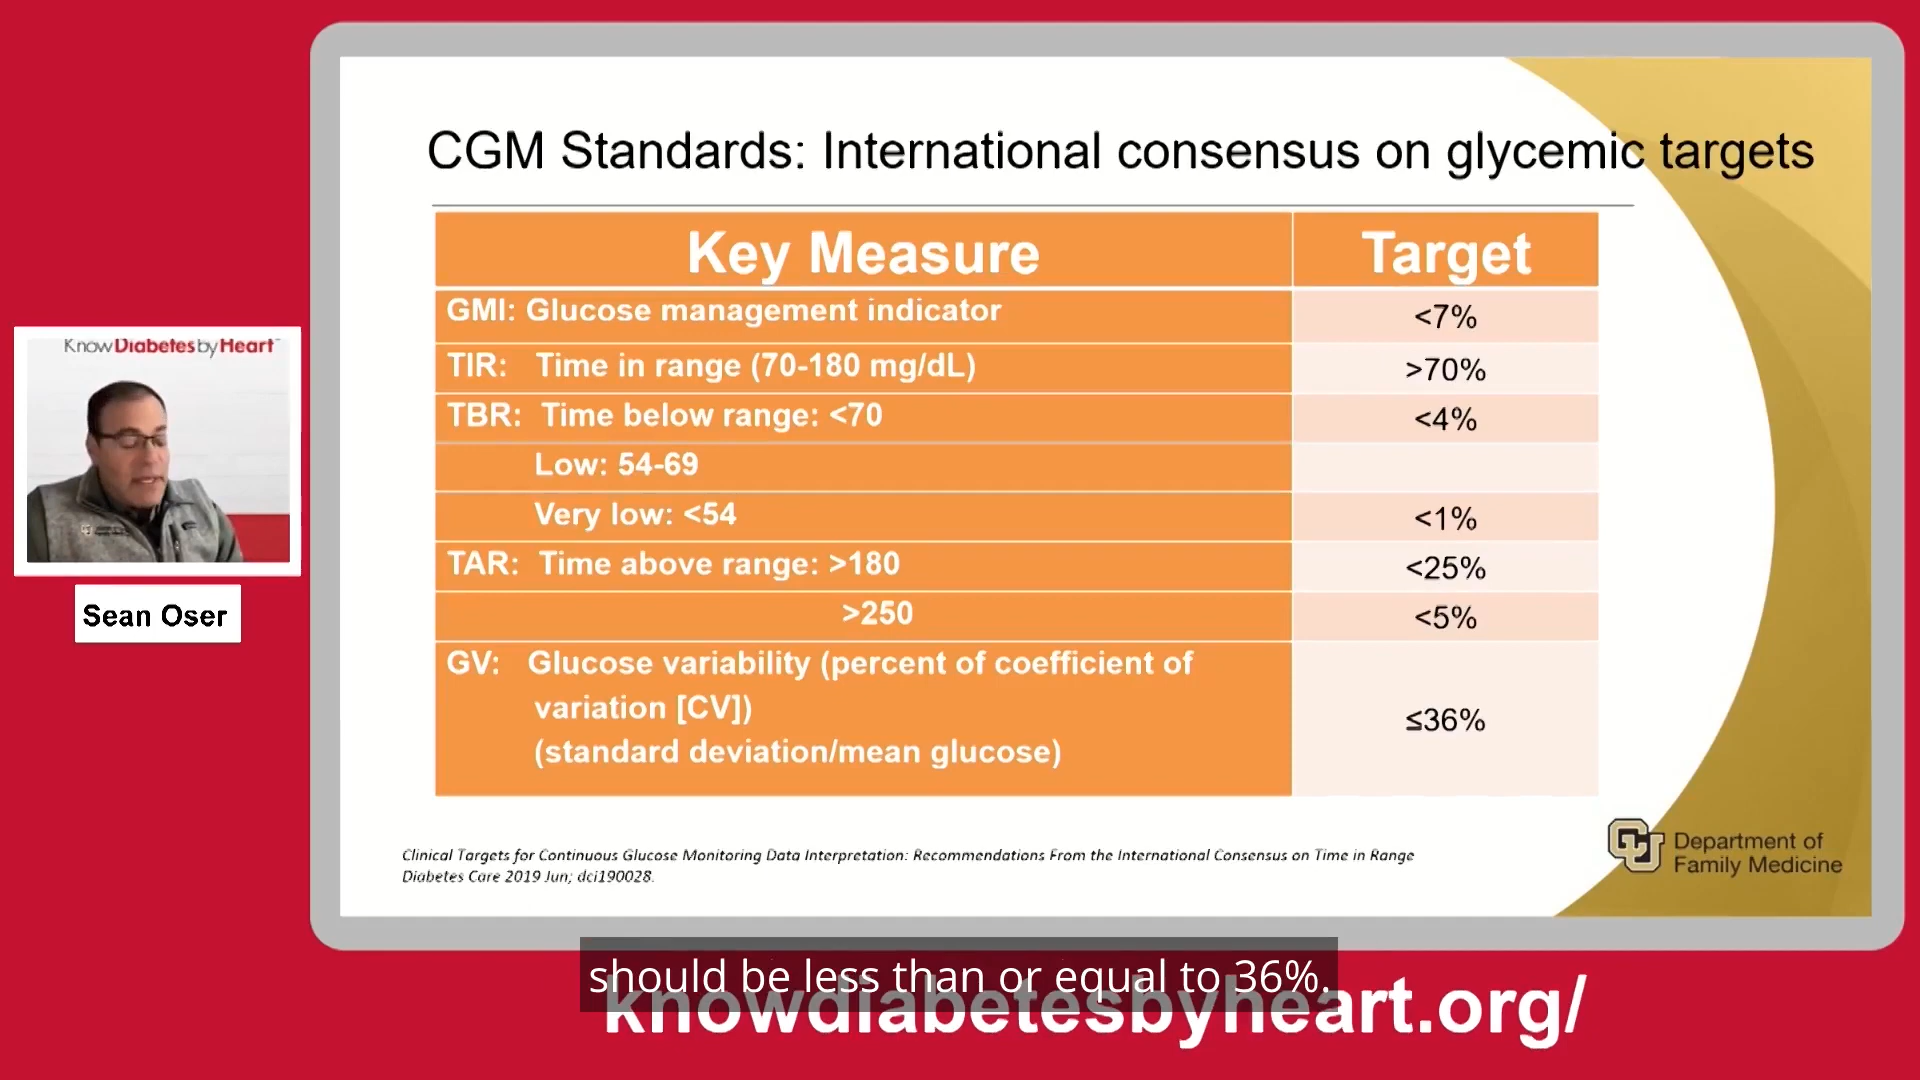 CGM Standards: International consensus on glycemic targets
Key Measure Target
GMI: Glucose management indicator <7%
TIR: Time in range (70-180 mg/dL) >70%
TBR: Time below range: <70 <4%
Low: 54-69
Very low: <54 <1%
TAR: Time above range: >180 <25%
>250 <5%
GV: Glucose variability (percent of coefficient of
variation [CV])
(standard deviation/mean glucose)
≤36%
KnowDiabetesbyHeart™
Sean Oser
Clinical Targets for Continuous Glucose Monitoring Data Interpretation: Recommendations From the International Consensus on Time in Range
Diabetes Care 2019 Jun; dci190028.
CU Department of
Family Medicine
should be less than or equal to 36%.
knowdiabetesbyheart.org/